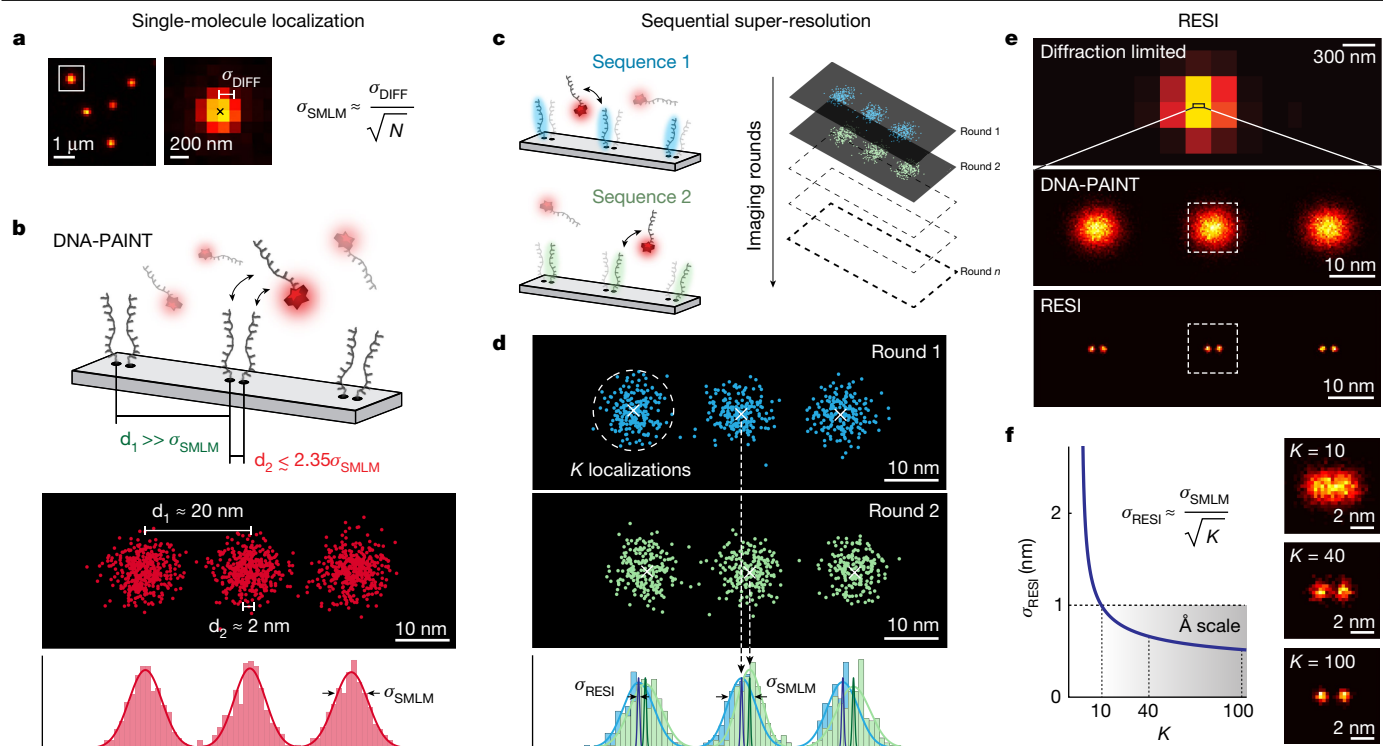 Single-molecule localization
a
σDIFF
1 μm
200 nm
σSMLM ≈ σDIFF / √N
b
DNA-PAINT
d1 >> σSMLM
d2 ≲ 2.35σSMLM
d1 ≈ 20 nm
d2 ≈ 2 nm
10 nm
σSMLM
Sequential super-resolution
c
Sequence 1
Sequence 2
Imaging rounds
Round 1
Round 2
Round n
d
Round 1
K localizations
10 nm
Round 2
10 nm
σRESI
σSMLM
RESI
e
Diffraction limited
300 nm
DNA-PAINT
10 nm
RESI
10 nm
f
σRESI (nm)
2
1
0
σRESI ≈ σSMLM / √K
Å scale
10
40
100
K
K = 10
2 nm
K = 40
2 nm
K = 100
2 nm